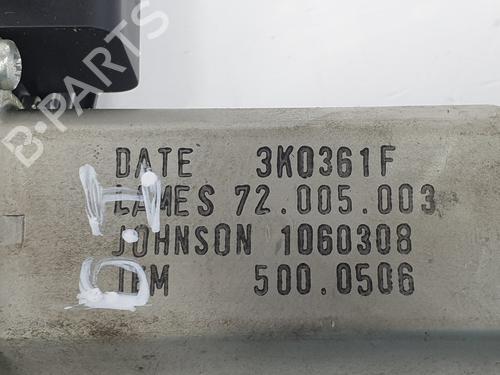 B-PARTS
DATE 3K0361F
LAMES 72.005.003
JOHNSON 1060308
500.0506